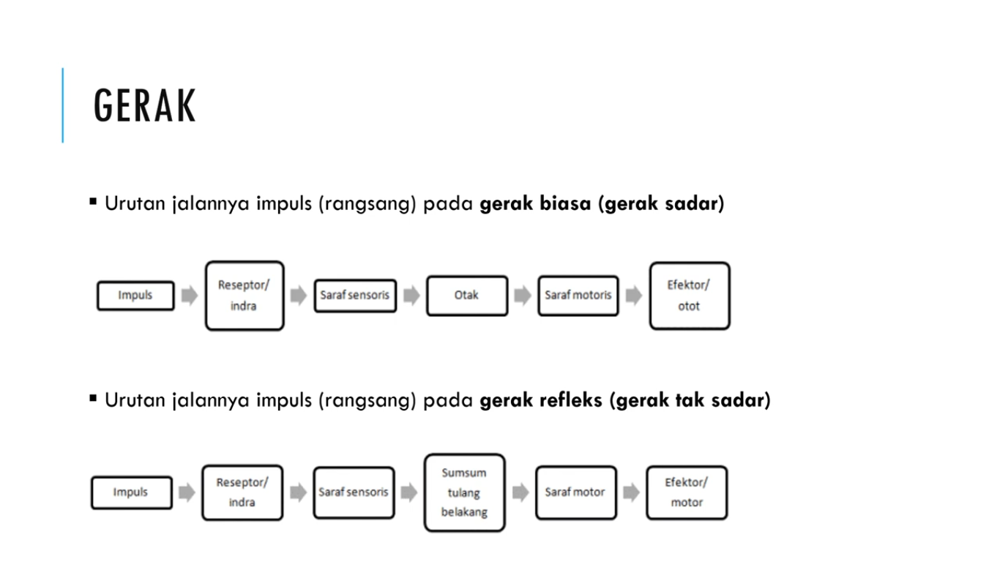 GERAK
▪ Urutan jalannya impuls (rangsang) pada gerak biasa (gerak sadar)
Impuls
Reseptor/
indra
Saraf sensoris
Otak
Saraf motoris
Efektor/
otot
▪ Urutan jalannya impuls (rangsang) pada gerak refleks (gerak tak sadar)
Impuls
Reseptor/
indra
Saraf sensoris
Sumsum
tulang
belakang
Saraf motor
Efektor/
motor